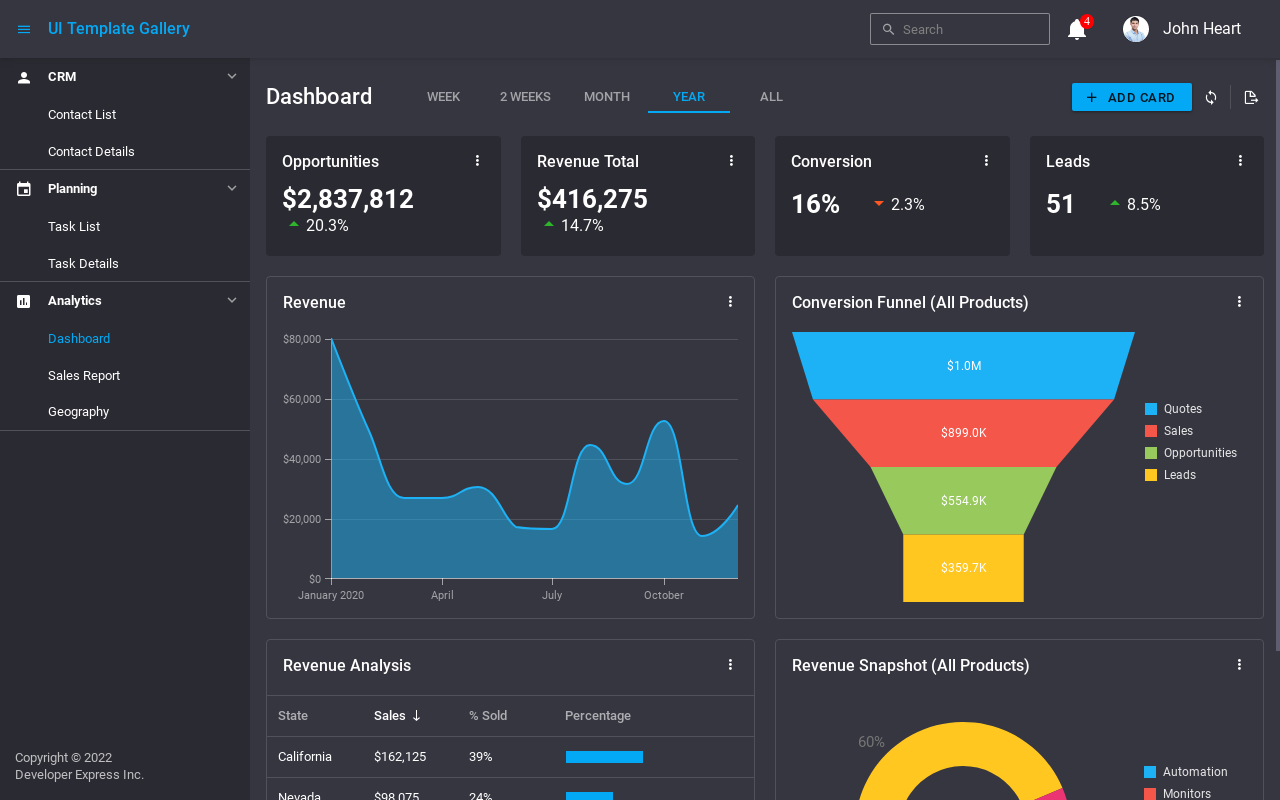 UI Template Gallery
Search
4
John Heart
CRM
Contact List
Contact Details
Planning
Task List
Task Details
Analytics
Dashboard
Sales Report
Geography
Copyright © 2022
Developer Express Inc.
Dashboard
WEEK 2 WEEKS MONTH YEAR ALL
ADD CARD
Opportunities
$2,837,812
20.3%
Revenue Total
$416,275
14.7%
Conversion
16% 2.3%
Leads
51 8.5%
Revenue
$80,000
$60,000
$40,000
$20,000
$0
January 2020 April July October
Conversion Funnel (All Products)
$1.0M
$899.0K
$554.9K
$359.7K
Quotes
Sales
Opportunities
Leads
Revenue Analysis
State Sales % Sold Percentage
California $162,125 39%
Nevada $98,075 24%
Revenue Snapshot (All Products)
60%
Automation
Monitors